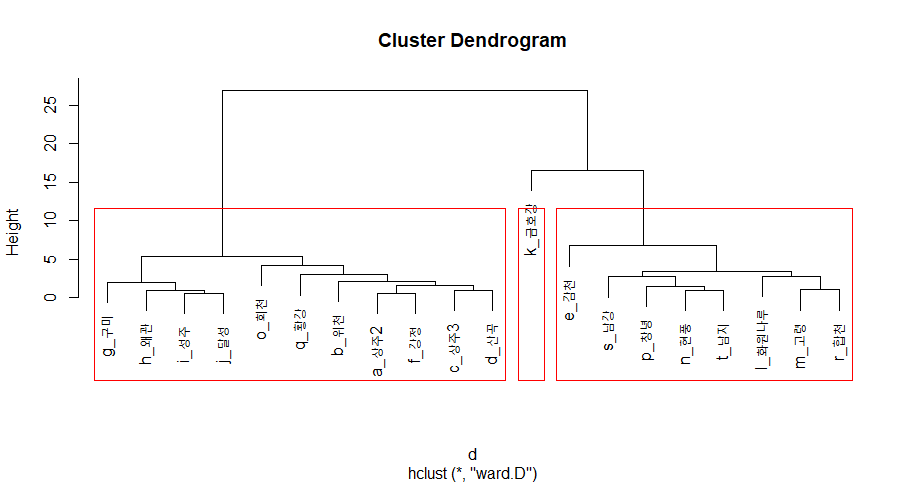 Cluster Dendrogram
Height
0
5
10
15
20
25
g_구미
h_왜관
i_성주
j_달성
o_회천
q_황강
b_위천
a_상주2
f_강정
c_상주3
d_산곡
k_금호강
e_감천
s_남강
p_창녕
n_현풍
t_남지
l_화원나루
m_고령
r_합천
d
hclust (*, "ward.D")